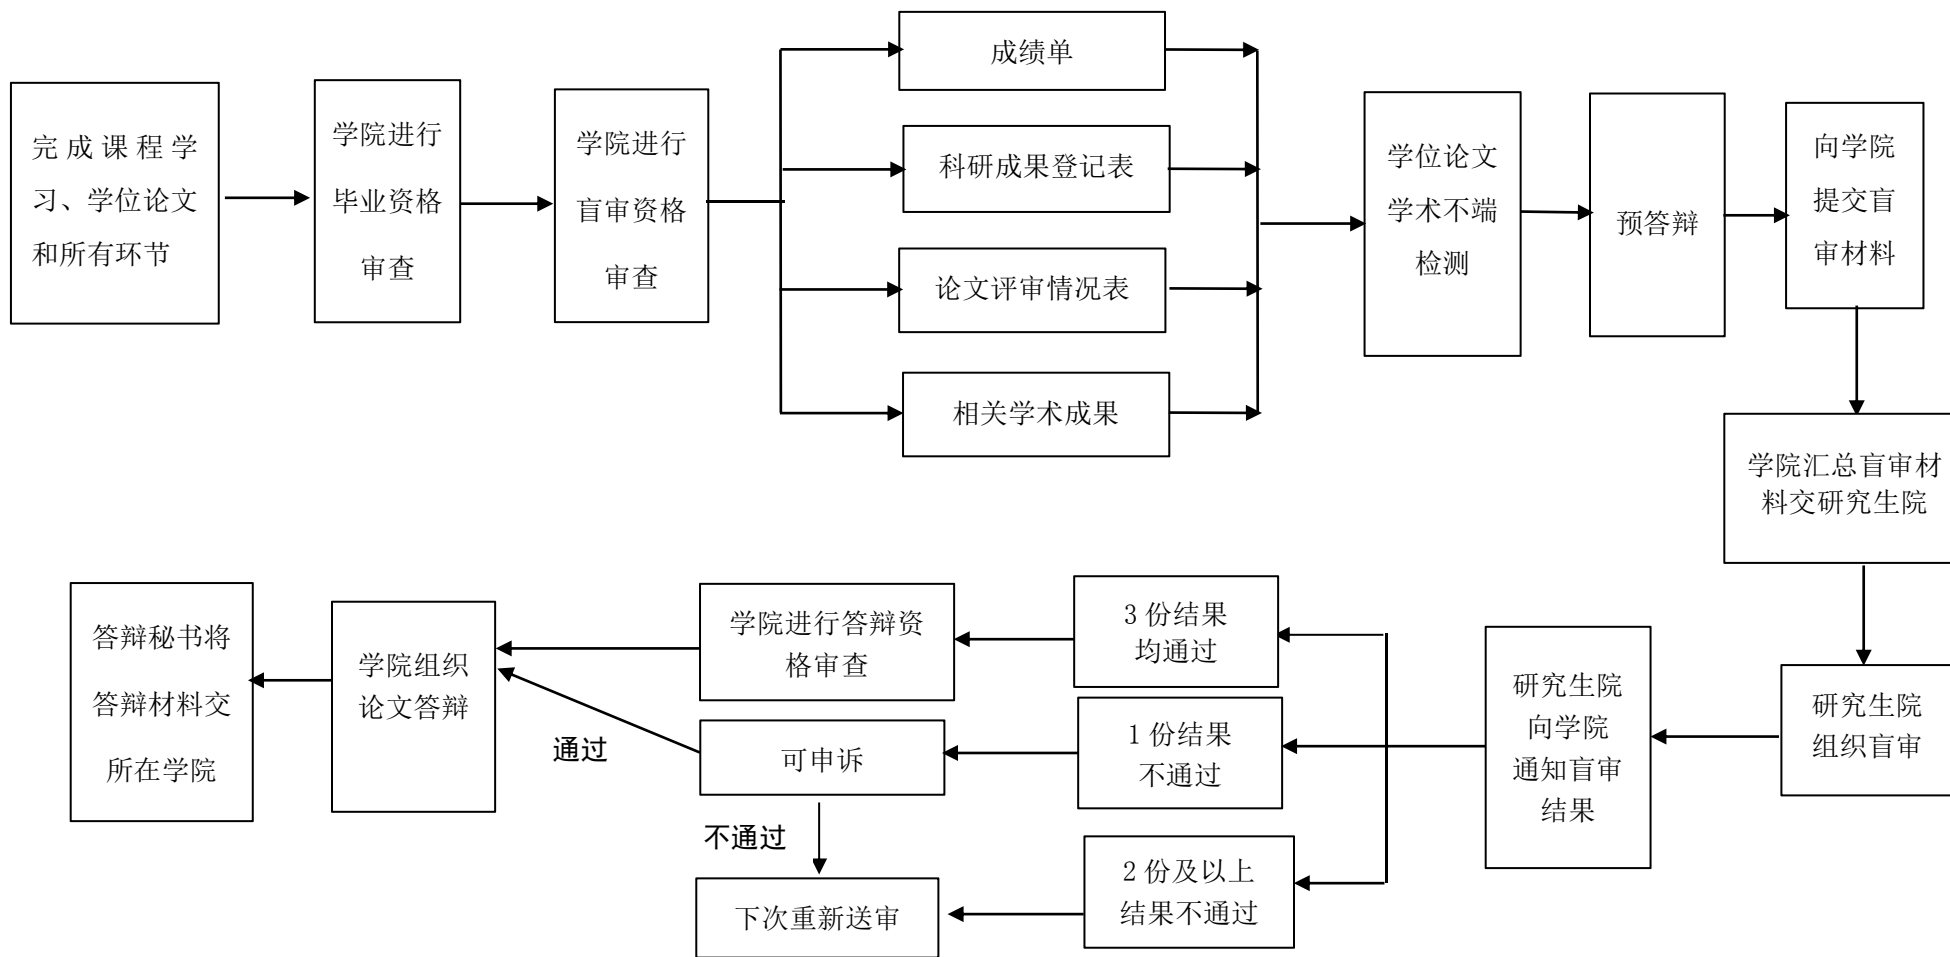 完成课程学
习、学位论文
和所有环节
学院进行
毕业资格
审查
学院进行
盲审资格
审查
成绩单
科研成果登记表
论文评审情况表
相关学术成果
学位论文
学术不端
检测
预答辩
向学院
提交盲
审材料
学院汇总盲审材
料交研究生院
研究生院
组织盲审
研究生院
向学院
通知盲审
结果
3 份结果
均通过
1 份结果
不通过
2 份及以上
结果不通过
学院进行答辩资
格审查
可申诉
通过
不通过
下次重新送审
学院组织
论文答辩
答辩秘书将
答辩材料交
所在学院